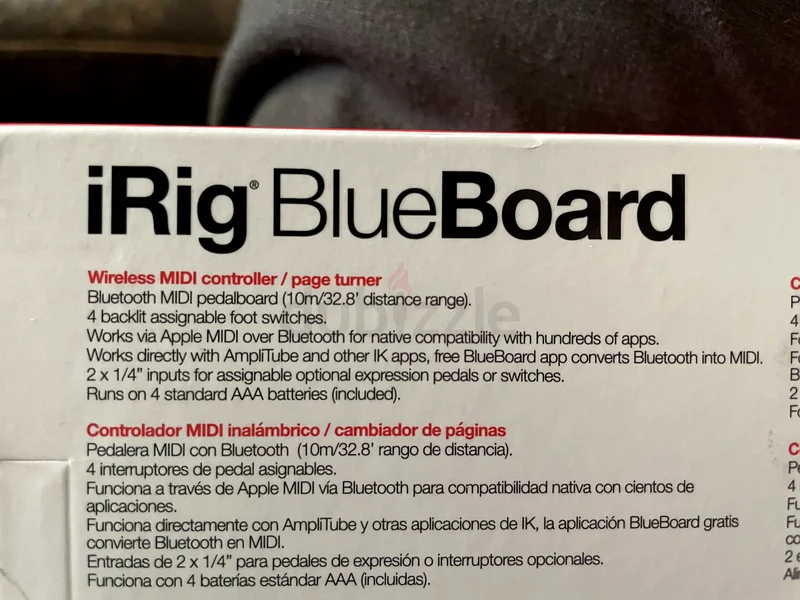 iRig® BlueBoard
Wireless MIDI controller / page turner
Bluetooth MIDI pedalboard (10m/32.8' distance range).
4 backlit assignable foot switches.
Works via Apple MIDI over Bluetooth for native compatibility with hundreds of apps.
Works directly with AmpliTube and other IK apps, free BlueBoard app converts Bluetooth into MIDI.
2 x 1/4" inputs for assignable optional expression pedals or switches.
Runs on 4 standard AAA batteries (included).
Controlador MIDI inalámbrico / cambiador de páginas
Pedalera MIDI con Bluetooth (10m/32.8' rango de distancia).
4 interruptores de pedal asignables.
Funciona a través de Apple MIDI vía Bluetooth para compatibilidad nativa con cientos de
aplicaciones.
Funciona directamente con AmpliTube y otras aplicaciones de IK, la aplicación BlueBoard gratis
convierte Bluetooth en MIDI.
Entradas de 2 x 1/4" para pedales de expresión o interruptores opcionales.
Funciona con 4 baterías estándar AAA (incluidas).